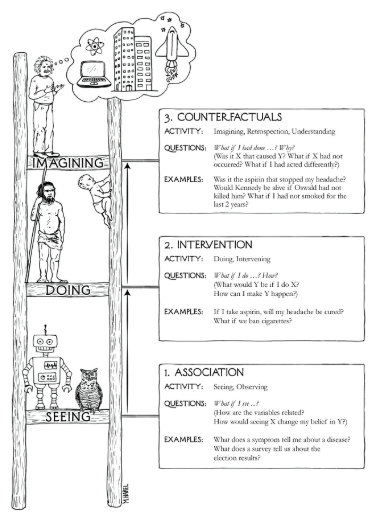 3. COUNTERFACTUALS
ACTIVITY: Imagining, Retrospection, Understanding
QUESTIONS: What if I had done ...? Why?
(Was it X that caused Y? What if X had not
occurred? What if I had acted differently?)
EXAMPLES: Was it the aspirin that stopped my headache?
Would Kennedy be alive if Oswald had not
killed him? What if I had not smoked for the
last 2 years?
IMAGINING
2. INTERVENTION
ACTIVITY: Doing, Intervening
QUESTIONS: What if I do ...? How?
(What would Y be if I do X?
How can I make Y happen?)
EXAMPLES: If I take aspirin, will my headache be cured?
What if we ban cigarettes?
DOING
1. ASSOCIATION
ACTIVITY: Seeing, Observing
QUESTIONS: What if I see ...?
(How are the variables related?
How would seeing X change my belief in Y?)
EXAMPLES: What does a symptom tell me about a disease?
What does a survey tell us about the
election results?
SEEING